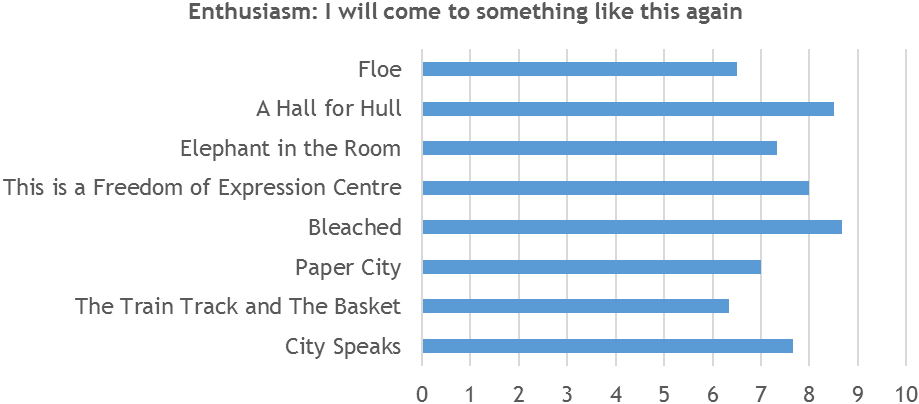 Enthusiasm: I will come to something like this again
Floe
A Hall for Hull
Elephant in the Room
This is a Freedom of Expression Centre
Bleached
Paper City
The Train Track and The Basket
City Speaks
0 1 2 3 4 5 6 7 8 9 10